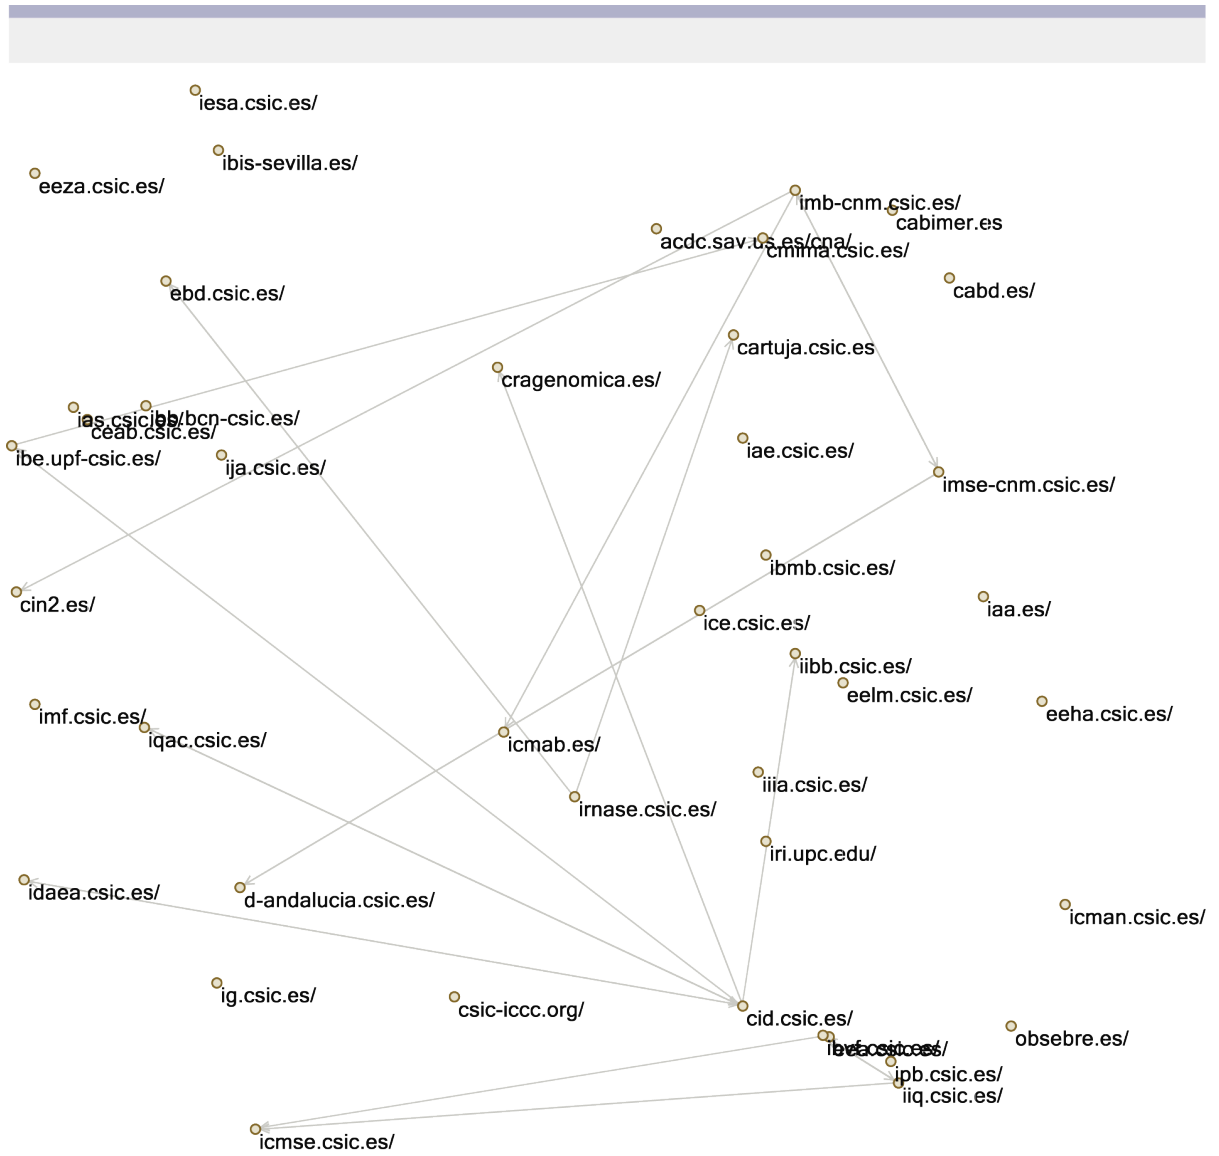 iesa.csic.es/
ibis-sevilla.es/
eeza.csic.es/
imb-cnm.csic.es/
cabimer.es
acdc.sav.us.es/cna/
cmima.csic.es/
ebd.csic.es/
cabd.es/
cartuja.csic.es
cragenomica.es/
ias.csic.es/
ibb.bcn-csic.es/
ceab.csic.es/
iae.csic.es/
ibe.upf-csic.es/
ija.csic.es/
imse-cnm.csic.es/
ibmb.csic.es/
cin2.es/
iaa.es/
ice.csic.es/
iibb.csic.es/
eelm.csic.es/
imf.csic.es/
eeha.csic.es/
iqac.csic.es/
icmab.es/
iiia.csic.es/
irnase.csic.es/
iri.upc.edu/
idaea.csic.es/
d-andalucia.csic.es/
icman.csic.es/
ig.csic.es/
csic-iccc.org/
cid.csic.es/
obsebre.es/
ibvf.csic.es/
ipb.csic.es/
iiq.csic.es/
icmse.csic.es/